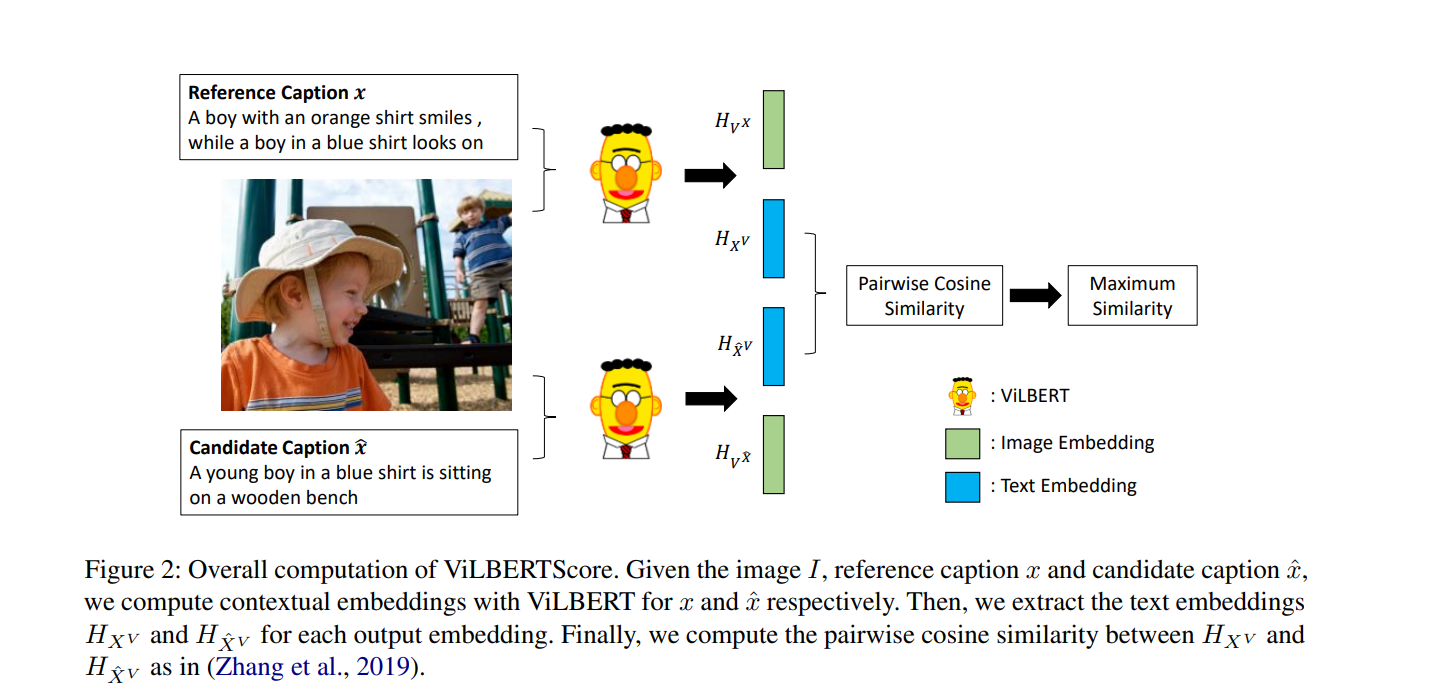 Reference Caption x
A boy with an orange shirt smiles ,
while a boy in a blue shirt looks on
Candidate Caption x̂
A young boy in a blue shirt is sitting
on a wooden bench
H_{V^X}
H_{X^V}
H_{X̂^V}
H_{V^X̂}
Pairwise Cosine
Similarity
Maximum
Similarity
: ViLBERT
: Image Embedding
: Text Embedding
Figure 2: Overall computation of ViLBERTScore. Given the image I, reference caption x and candidate caption x̂,
we compute contextual embeddings with ViLBERT for x and x̂ respectively. Then, we extract the text embeddings
H_{X^V} and H_{X̂^V} for each output embedding. Finally, we compute the pairwise cosine similarity between H_{X^V} and
H_{X̂^V} as in (Zhang et al., 2019).